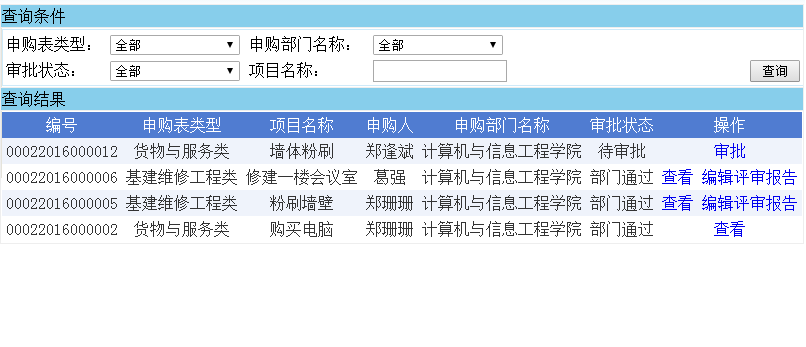 查询条件
申购表类型： 全部 申购部门名称： 全部
审批状态： 全部 项目名称： 查询
查询结果
编号 申购表类型 项目名称 申购人 申购部门名称 审批状态 操作
00022016000012 货物与服务类 墙体粉刷 郑逢斌 计算机与信息工程学院 待审批 审批
00022016000006 基建维修工程类 修建一楼会议室 葛强 计算机与信息工程学院 部门通过 查看 编辑评审报告
00022016000005 基建维修工程类 粉刷墙壁 郑珊珊 计算机与信息工程学院 部门通过 查看 编辑评审报告
00022016000002 货物与服务类 购买电脑 郑珊珊 计算机与信息工程学院 部门通过 查看